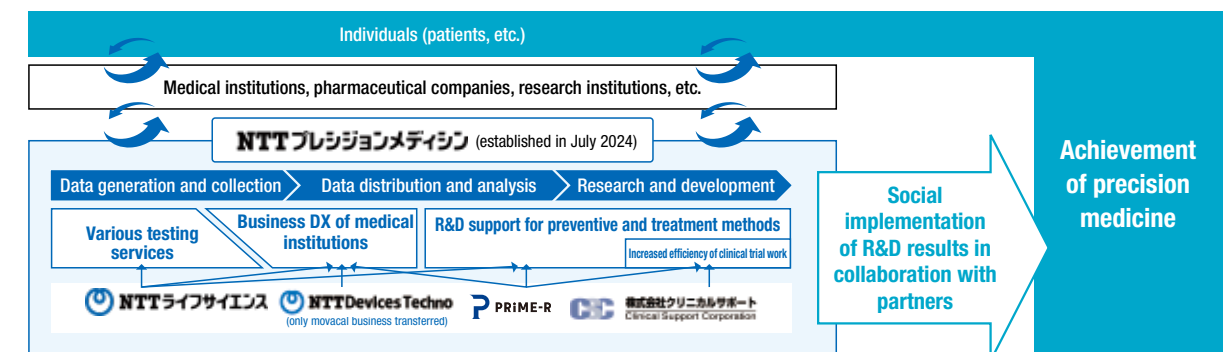 Individuals (patients, etc.)
Medical institutions, pharmaceutical companies, research institutions, etc.
NTTプレシジョンメディシン (established in July 2024)
Data generation and collection
Data distribution and analysis
Research and development
Various testing
services
Business DX of medical
institutions
R&D support for preventive and treatment methods
Increased efficiency of clinical trial work
NTTライフサイエンス
NTTDevicesTechno
(only movacal business transferred)
PRiME-R
株式会社クリニカルサポート
Clinical Support Corporation
Social
implementation
of R&D results in
collaboration with
partners
Achievement
of precision
medicine